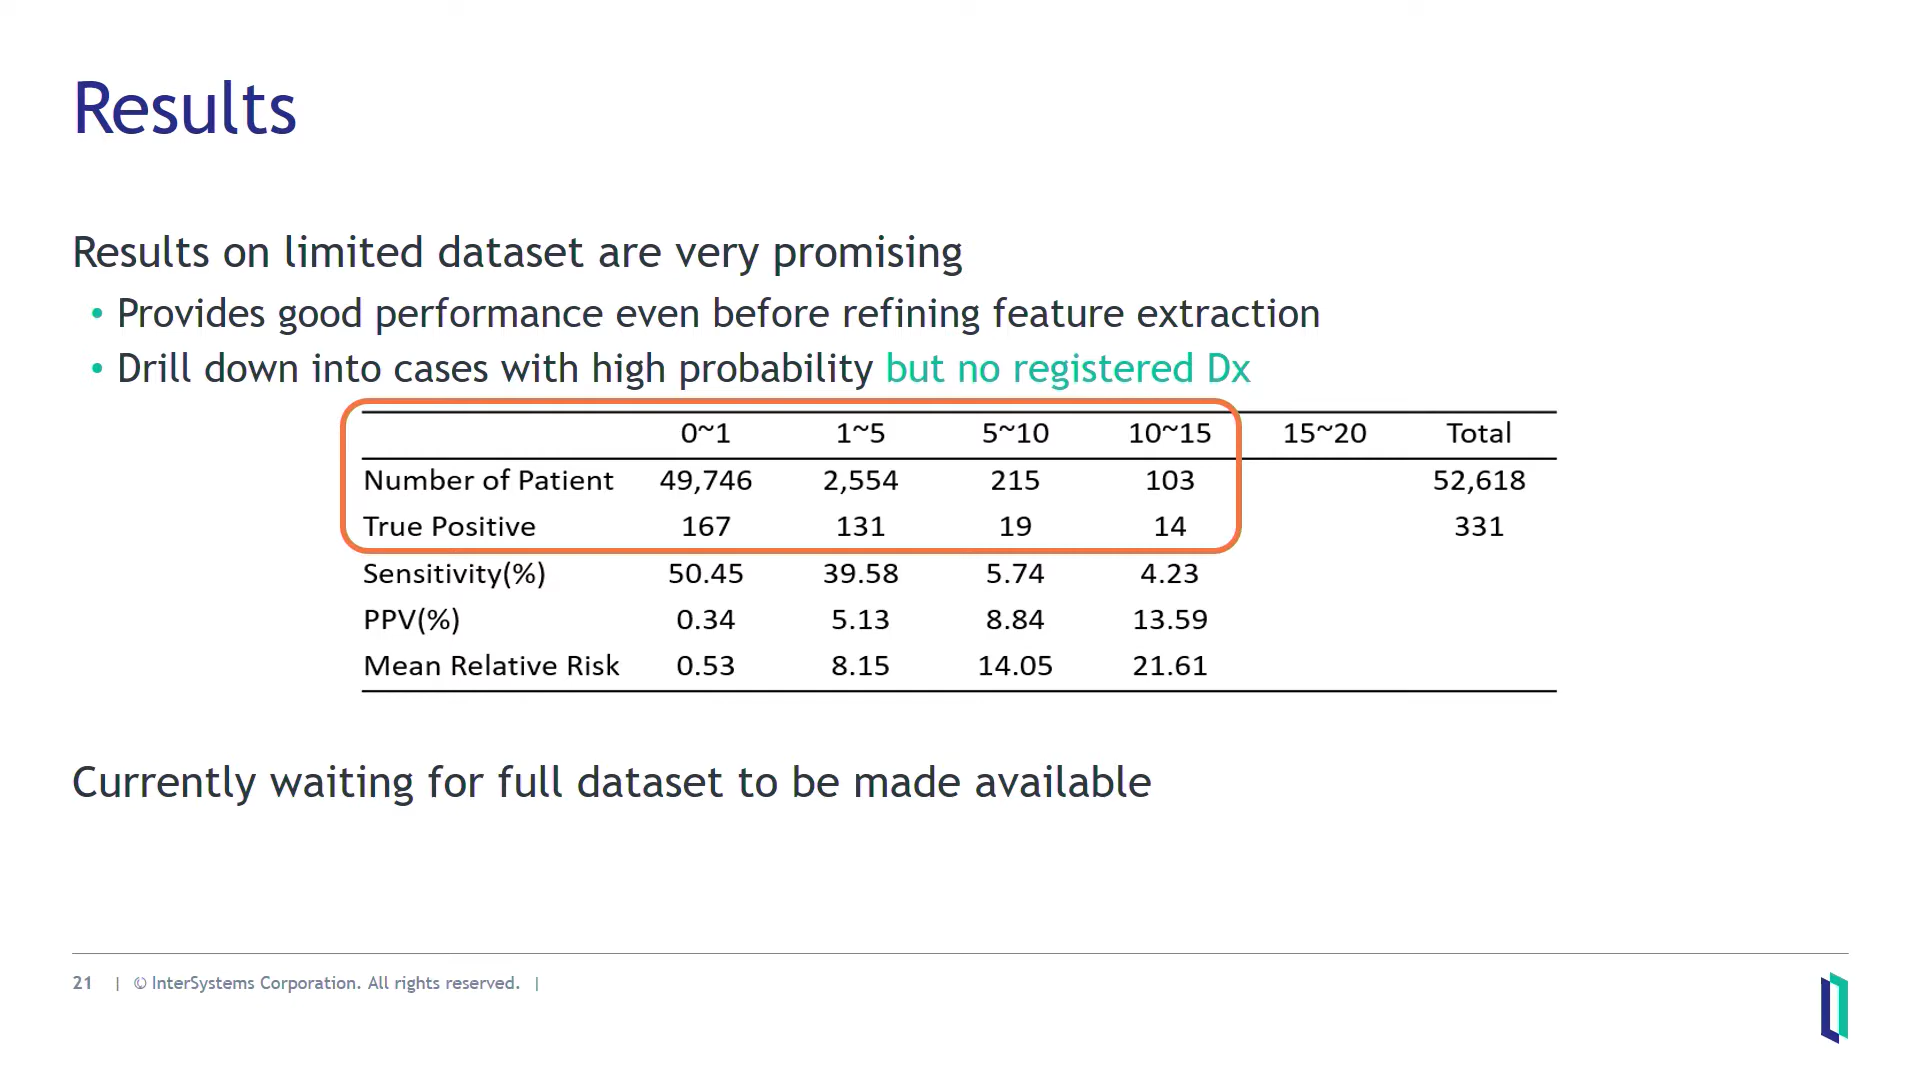 Results
Results on limited dataset are very promising
• Provides good performance even before refining feature extraction
• Drill down into cases with high probability but no registered Dx
0~1 1~5 5~10 10~15 15~20 Total
Number of Patient 49,746 2,554 215 103 52,618
True Positive 167 131 19 14 331
Sensitivity(%) 50.45 39.58 5.74 4.23
PPV(%) 0.34 5.13 8.84 13.59
Mean Relative Risk 0.53 8.15 14.05 21.61
Currently waiting for full dataset to be made available
21 | © InterSystems Corporation. All rights reserved. |